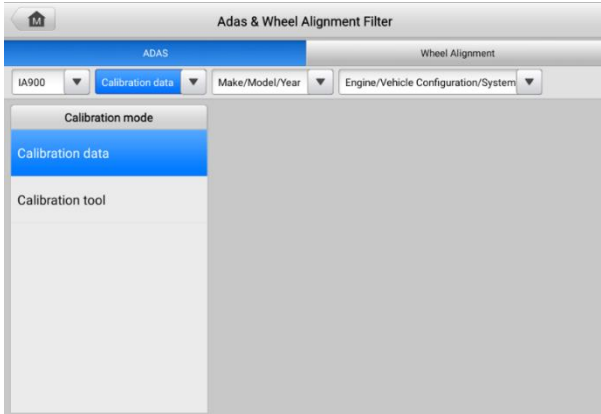 M
Adas & Wheel Alignment Filter
ADAS Wheel Alignment
IA900 Calibration data Make/Model/Year Engine/Vehicle Configuration/System
Calibration mode
Calibration data
Calibration tool